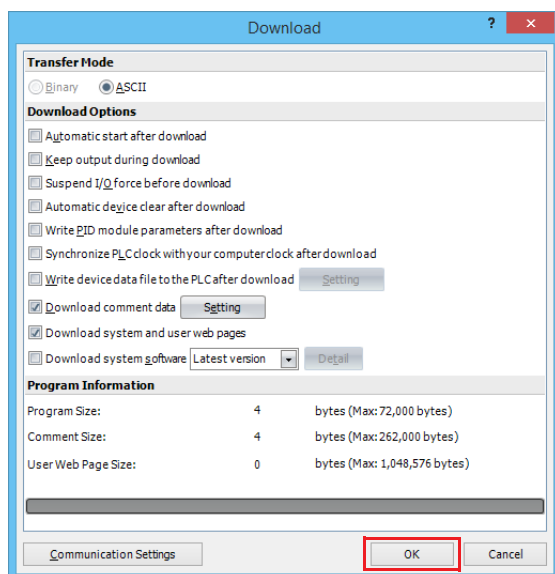 Download ? ×
Transfer Mode
Binary ASCII
Download Options
Automatic start after download
Keep output during download
Suspend I/O force before download
Automatic device clear after download
Write PID module parameters after download
Synchronize PLC clock with your computer clock after download
Write device data file to the PLC after download Setting
Download comment data Setting
Download system and user web pages
Download system software Latest version Detail
Program Information
Program Size: 4 bytes (Max: 72,000 bytes)
Comment Size: 4 bytes (Max: 262,000 bytes)
User Web Page Size: 0 bytes (Max: 1,048,576 bytes)
Communication Settings OK Cancel